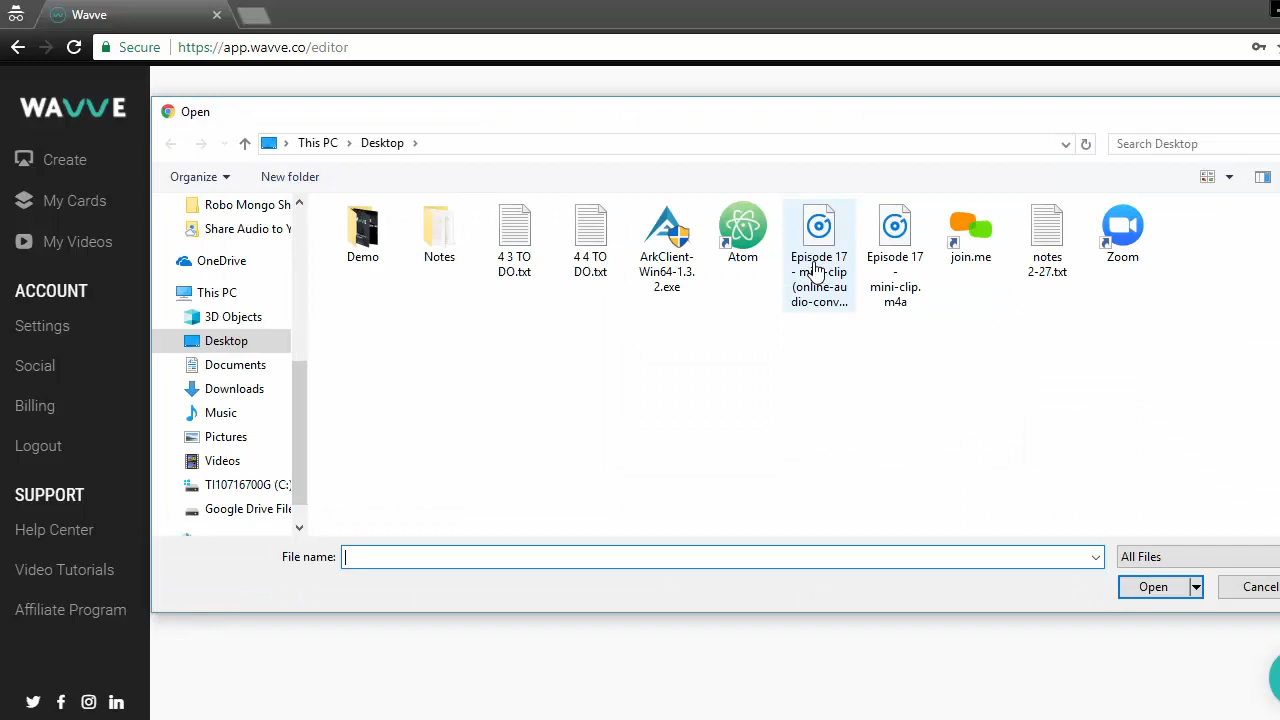 Wavve
Secure
https://app.wavve.co/editor
WAVVE
Create
My Cards
My Videos
ACCOUNT
Settings
Social
Billing
Logout
SUPPORT
Help Center
Video Tutorials
Affiliate Program
Open
This PC
Desktop
Search Desktop
Organize
New folder
Robo Mongo Sh
Share Audio to Y
OneDrive
This PC
3D Objects
Desktop
Documents
Downloads
Music
Pictures
Videos
TI10716700G (C:)
Google Drive File
Demo
Notes
4 3 TO
DO.txt
4 4 TO
DO.txt
ArkClient-
Win64-1.3.
2.exe
Atom
Episode 17
- clip
(online-au
dio-conv...
Episode 17
-
mini-clip.
m4a
join.me
notes
2-27.txt
Zoom
File name:
All Files
Open
Cancel